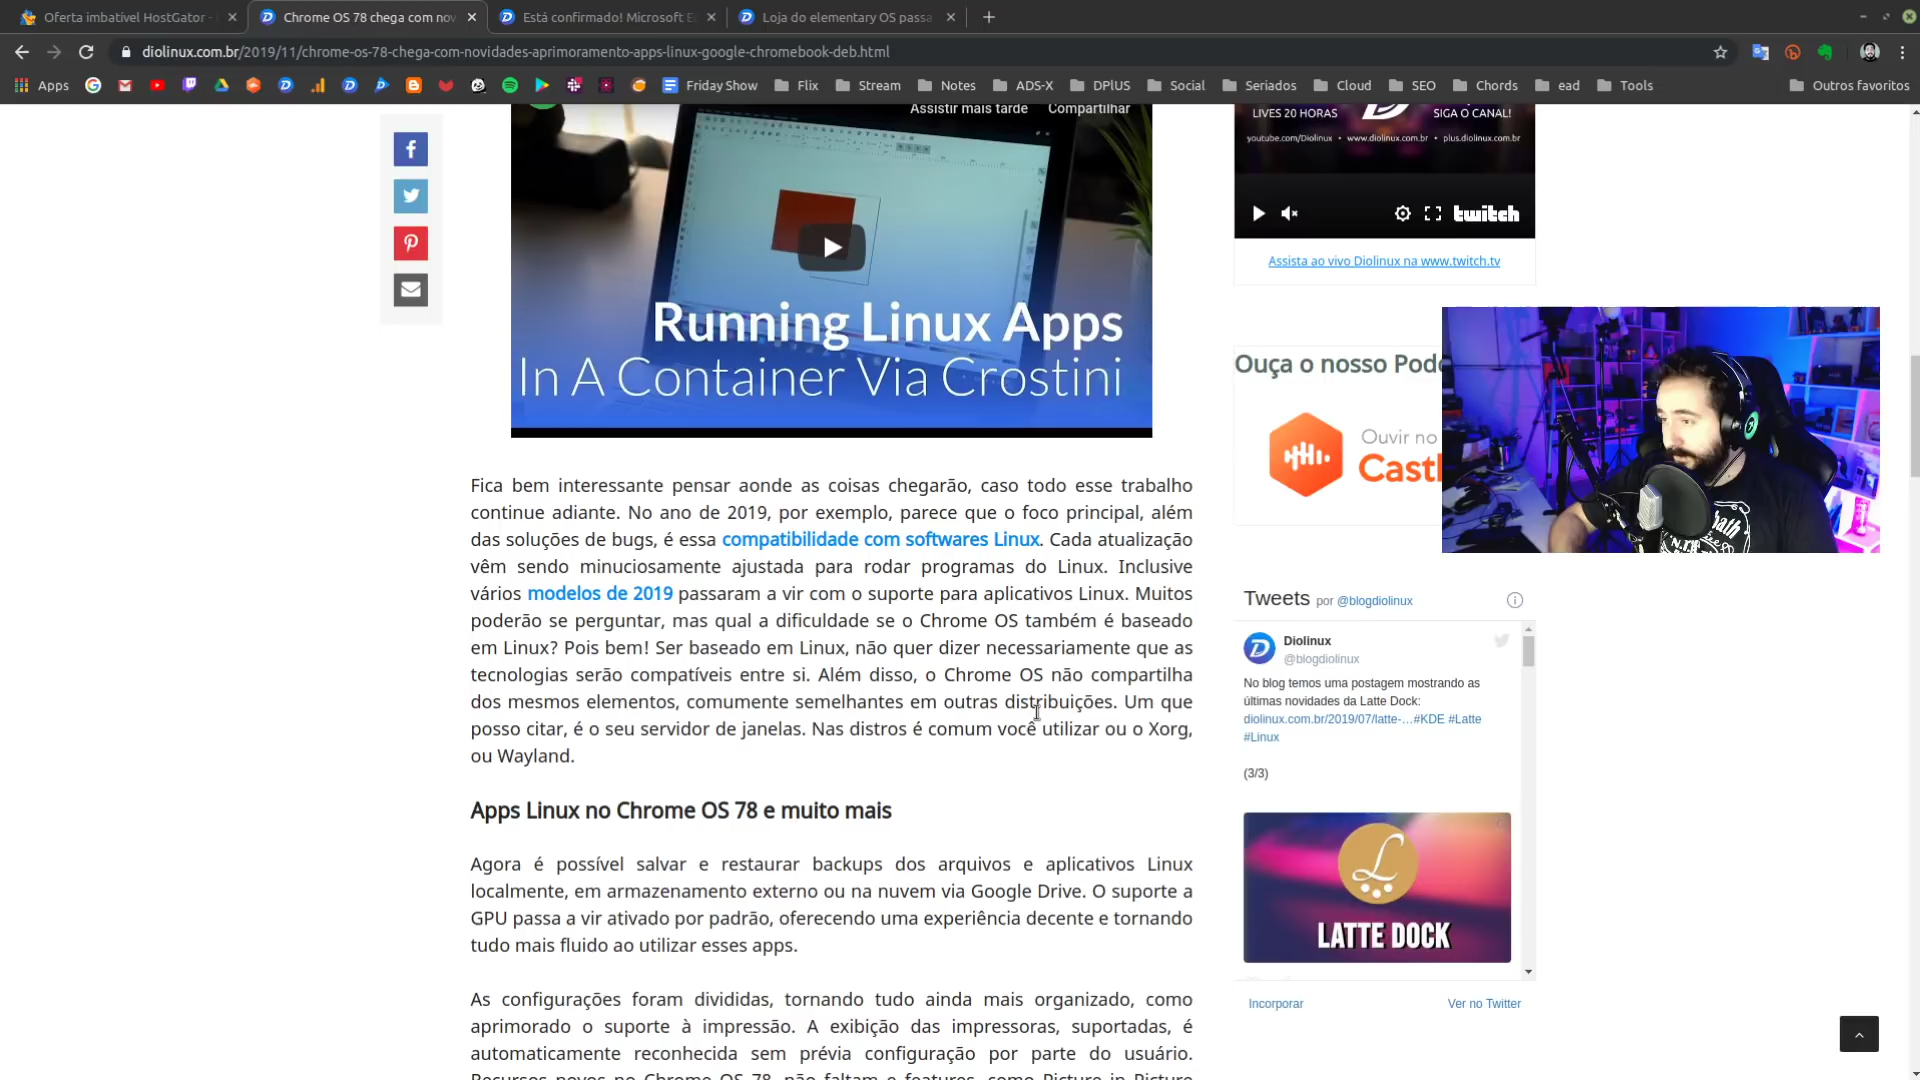 Oferta imbatível HostGator -
Chrome OS 78 chega com nov
Está confirmado! Microsoft E
Loja do elementary OS passa
diolinux.com.br/2019/11/chrome-os-78-chega-com-novidades-aprimoramento-apps-linux-google-chromebook-deb.html
Apps
Friday Show
Flix
Stream
Notes
ADS-X
DPlUS
Social
Seriados
Cloud
SEO
Chords
ead
Tools
Outros favoritos
Assistir mais tarde
Compartilhar
Running Linux Apps
In A Container Via Crostini
LIVES 20 HORAS
SIGA O CANAL!
youtube.com/Diolinux • www.diolinux.com.br • plus.diolinux.com.br
twitch
Assista ao vivo Diolinux na www.twitch.tv
Ouça o nosso Podc
Ouvir no
Castb
Fica bem interessante pensar aonde as coisas chegarão, caso todo esse trabalho
continue adiante. No ano de 2019, por exemplo, parece que o foco principal, além
das soluções de bugs, é essa compatibilidade com softwares Linux. Cada atualização
vêm sendo minuciosamente ajustada para rodar programas do Linux. Inclusive
vários modelos de 2019 passaram a vir com o suporte para aplicativos Linux. Muitos
poderão se perguntar, mas qual a dificuldade se o Chrome OS também é baseado
em Linux? Pois bem! Ser baseado em Linux, não quer dizer necessariamente que as
tecnologias serão compatíveis entre si. Além disso, o Chrome OS não compartilha
dos mesmos elementos, comumente semelhantes em outras distribuições. Um que
posso citar, é o seu servidor de janelas. Nas distros é comum você utilizar ou o Xorg,
ou Wayland.
Apps Linux no Chrome OS 78 e muito mais
Agora é possível salvar e restaurar backups dos arquivos e aplicativos Linux
localmente, em armazenamento externo ou na nuvem via Google Drive. O suporte a
GPU passa a vir ativado por padrão, oferecendo uma experiência decente e tornando
tudo mais fluido ao utilizar esses apps.
As configurações foram divididas, tornando tudo ainda mais organizado, como
aprimorado o suporte à impressão. A exibição das impressoras, suportadas, é
automaticamente reconhecida sem prévia configuração por parte do usuário.
Recursos novos no Chrome OS 78, não faltam e features, como Picture in Picture
Tweets por @blogdiolinux
Diolinux
@blogdiolinux
No blog temos uma postagem mostrando as
últimas novidades da Latte Dock:
diolinux.com.br/2019/07/latte-…#KDE #Latte
#Linux
(3/3)
L
LATTE DOCK
Incorporar
Ver no Twitter